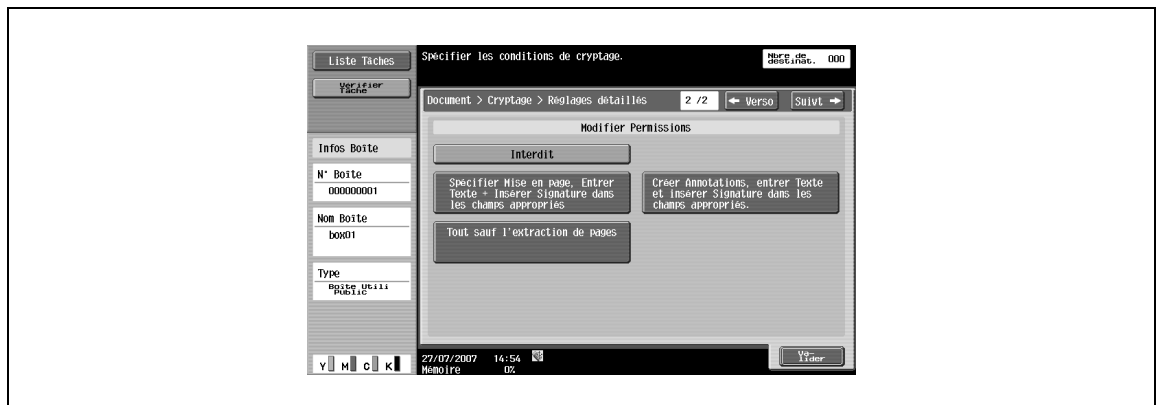 Liste Tâches
Spécifier les conditions de cryptage.
Nbre de
destinat. 000
Vérifier
Tâche
Document > Cryptage > Réglages détaillés 2 /2 ← Verso Suivt →
Modifier Permissions
Infos Boîte
Interdit
N° Boîte
000000001
Spécifier Mise en page, Entrer
Texte + Insérer Signature dans
les champs appropriés
Créer Annotations, entrer Texte
et insérer Signature dans les
champs appropriés.
Nom Boîte
box01
Tout sauf l'extraction de pages
Type
Boîte Utili
Public
Va-
lider
Y M C K
27/07/2007 14:54
Mémoire 0%